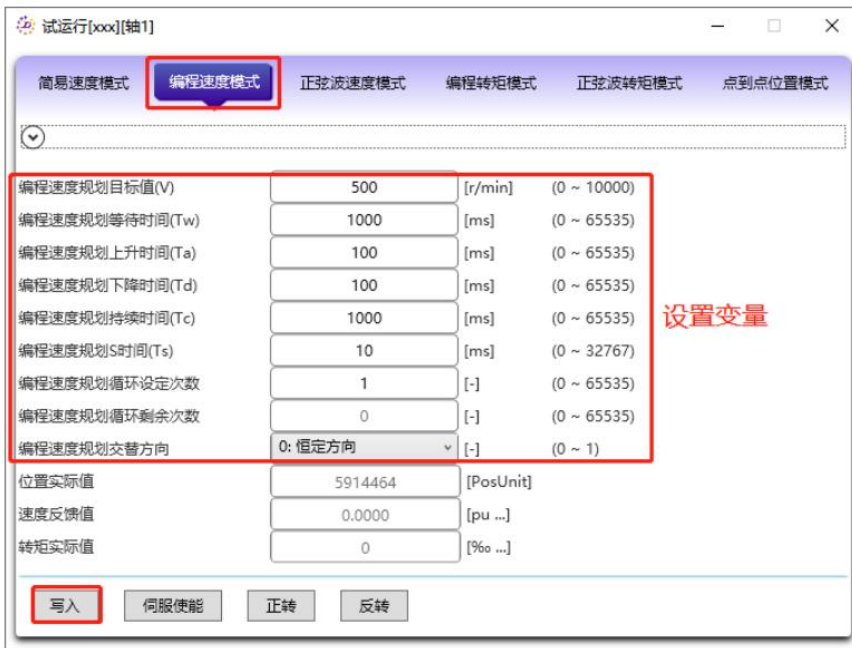 试运行[xxx][轴1]
简易速度模式 编程速度模式 正弦波速度模式 编程转矩模式 正弦波转矩模式 点到点位置模式
编程速度规划目标值(V) 500 [r/min] (0 ~ 10000)
编程速度规划等待时间(Tw) 1000 [ms] (0 ~ 65535)
编程速度规划上升时间(Ta) 100 [ms] (0 ~ 65535)
编程速度规划下降时间(Td) 100 [ms] (0 ~ 65535)
编程速度规划持续时间(Tc) 1000 [ms] (0 ~ 65535)
设置变量
编程速度规划S时间(Ts) 10 [ms] (0 ~ 32767)
编程速度规划循环设定次数 1 [-] (0 ~ 65535)
编程速度规划循环剩余次数 0 [-] (0 ~ 65535)
编程速度规划交替方向 0: 恒定方向 [-] (0 ~ 1)
位置实际值 5914464 [PosUnit]
速度反馈值 0.0000 [pu ...]
转矩实际值 0 [‰ ...]
写入 伺服使能 正转 反转